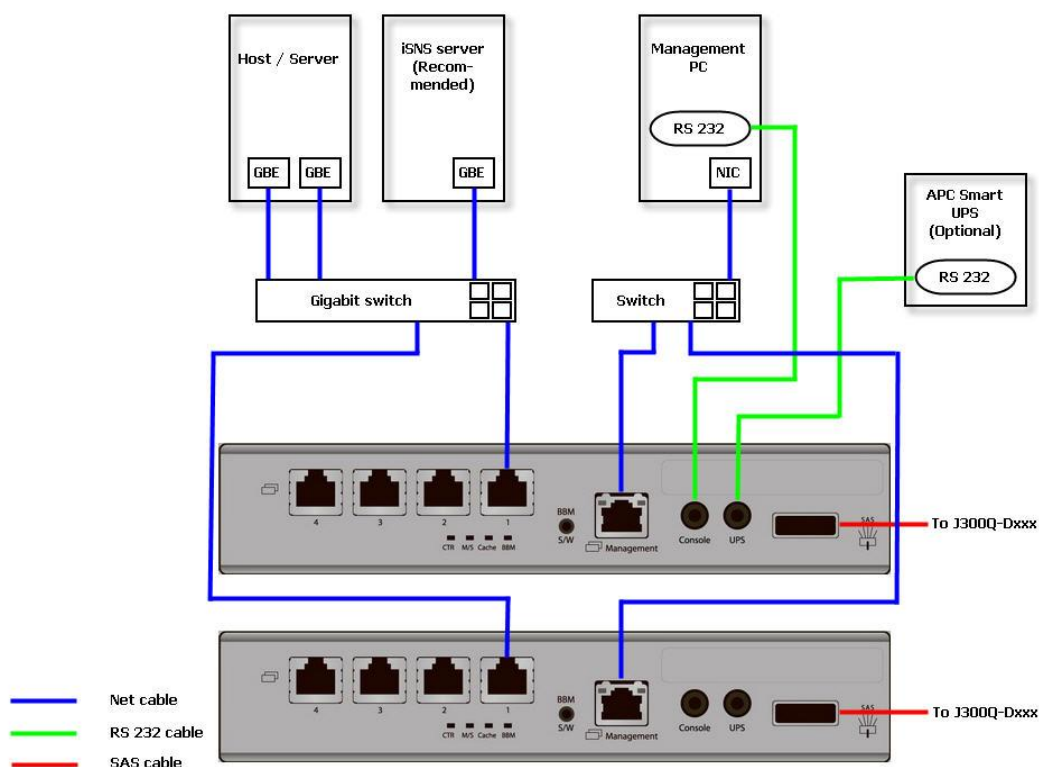 Host / Server
iSNS server
(Recom-
mended)
Management
PC
RS 232
GBE
GBE
GBE
NIC
APC Smart
UPS
(Optional)
RS 232
Gigabit switch
Switch
4
3
2
1
CTR M/S Cache BBM
BBM
S/W
Management
Console
UPS
SAS
To J300Q-Dxxx
4
3
2
1
CTR M/S Cache BBM
BBM
S/W
Management
Console
UPS
SAS
To J300Q-Dxxx
Net cable
RS 232 cable
SAS cable